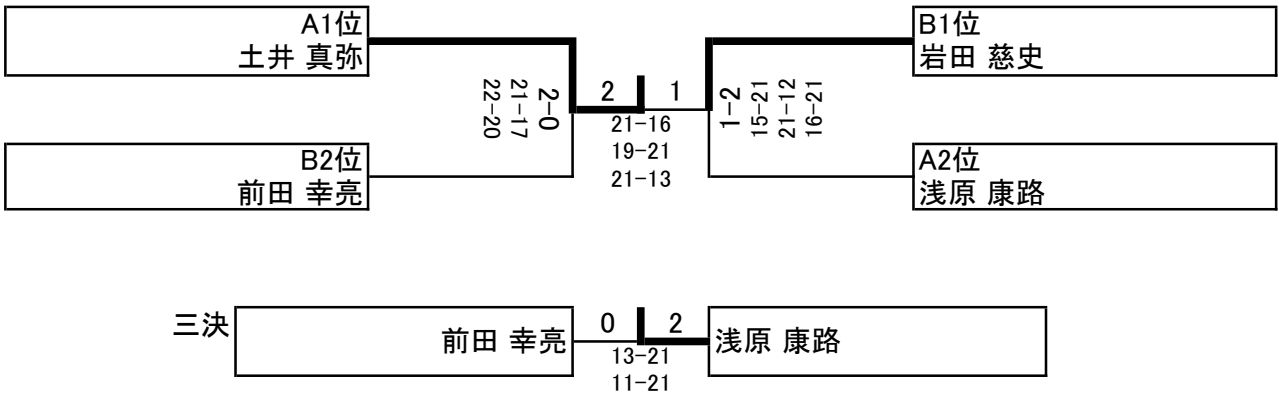 A1位
土井 真弥
B2位
前田 幸亮
2-0
21-17
22-20
2 1
21-16
19-21
21-13
1-2
15-21
21-12
16-21
B1位
岩田 慈史
A2位
浅原 康路
三決
前田 幸亮
0 2
13-21
11-21
浅原 康路